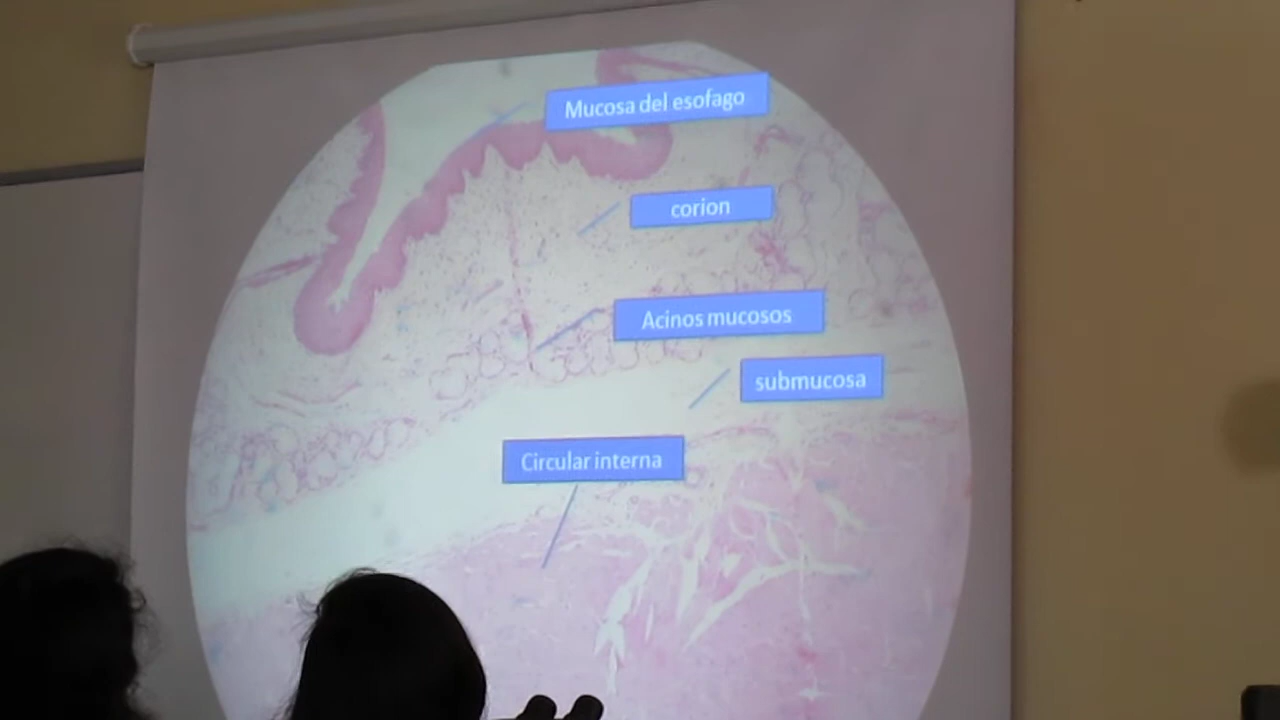 Mucosa del esofago
corion
Acinos mucosos
submucosa
Circular interna